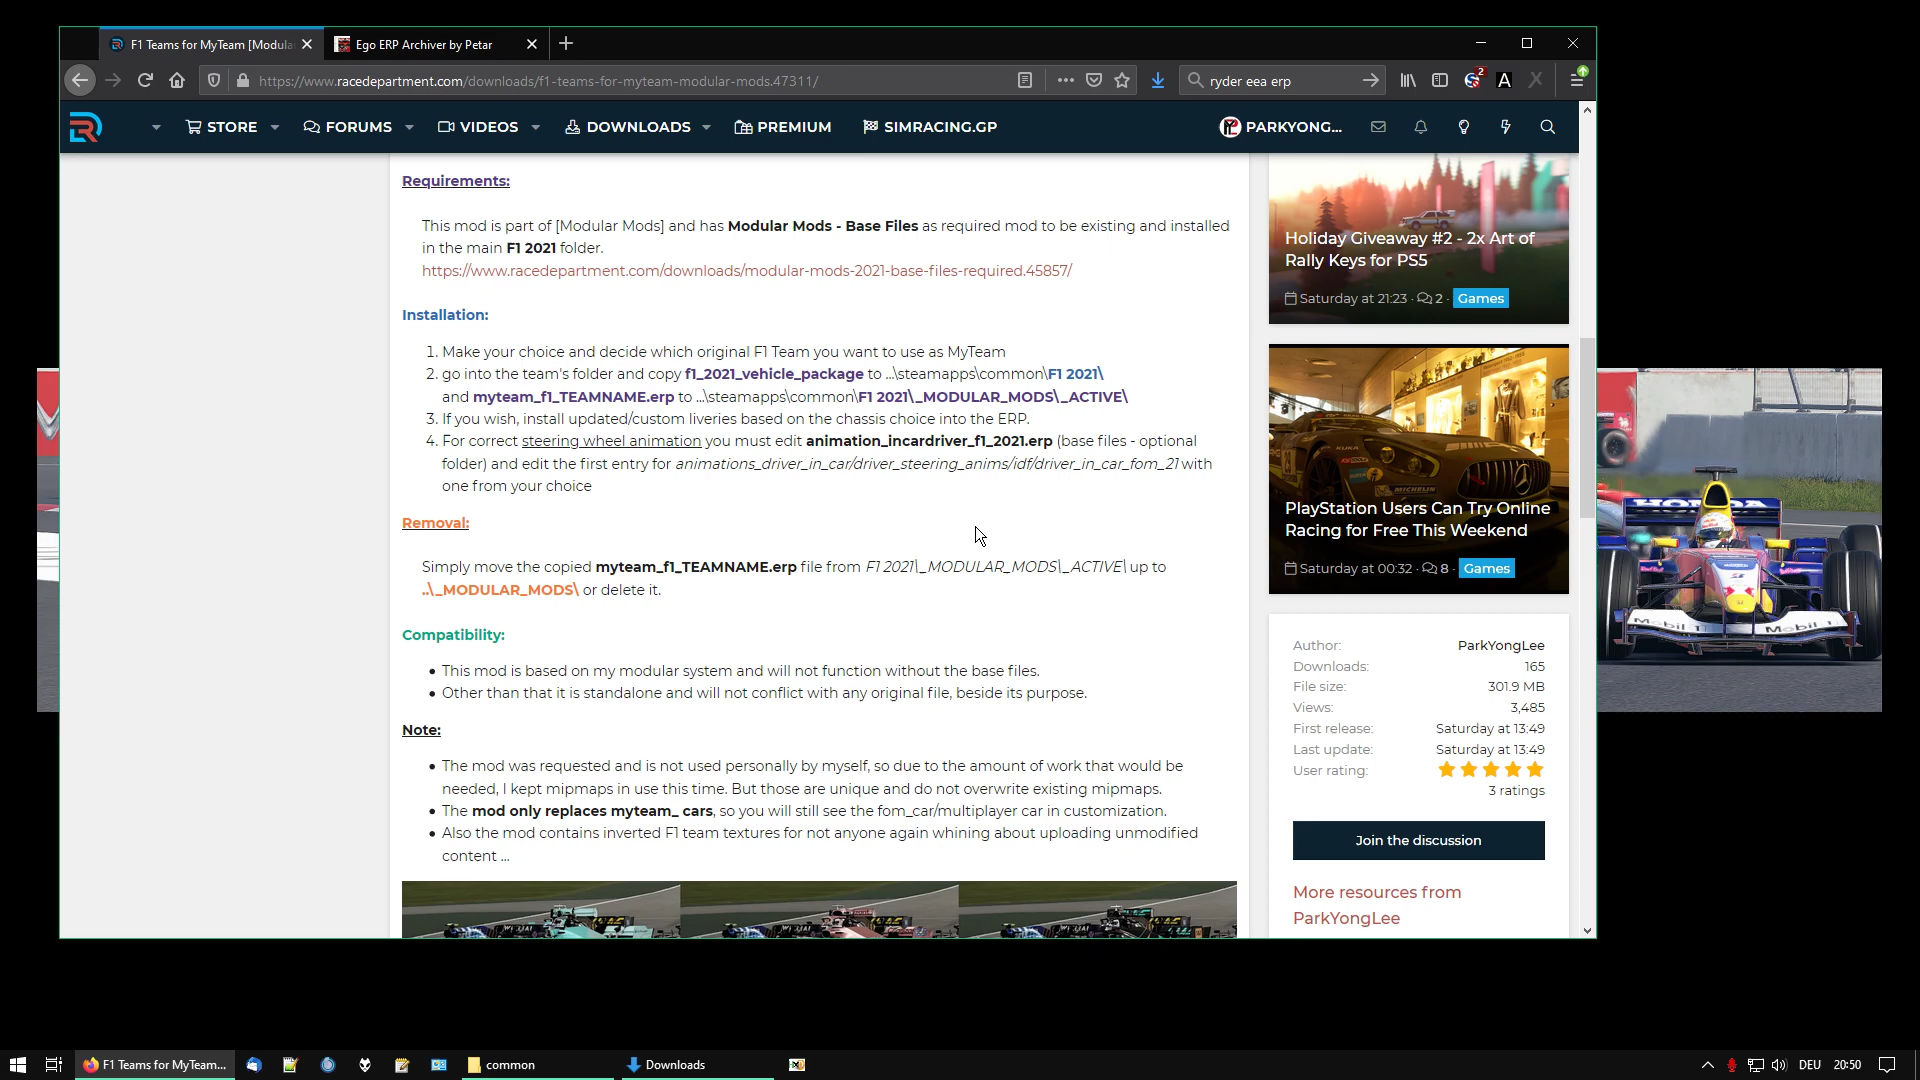 F1 Teams for MyTeam [Modula
Ego ERP Archiver by Petar
https://www.racedepartment.com/downloads/f1-teams-for-myteam-modular-mods.47311/
ryder eea erp
2
A
STORE
FORUMS
VIDEOS
DOWNLOADS
PREMIUM
SIMRACING.GP
PARKYONG...
Requirements:
This mod is part of [Modular Mods] and has Modular Mods - Base Files as required mod to be existing and installed
in the main F1 2021 folder.
https://www.racedepartment.com/downloads/modular-mods-2021-base-files-required.45857/
Installation:
1. Make your choice and decide which original F1 Team you want to use as MyTeam
2. go into the team's folder and copy f1_2021_vehicle_package to ...\steamapps\common\F1 2021\
and myteam_f1_TEAMNAME.erp to ...\steamapps\common\F1 2021\_MODULAR_MODS\_ACTIVE\
3. If you wish, install updated/custom liveries based on the chassis choice into the ERP.
4. For correct steering wheel animation you must edit animation_incardriver_f1_2021.erp (base files - optional
folder) and edit the first entry for animations_driver_in_car/driver_steering_anims/idf/driver_in_car_fom_21 with
one from your choice
Removal:
Simply move the copied myteam_f1_TEAMNAME.erp file from F1 2021\_MODULAR_MODS\_ACTIVE\ up to
..\_MODULAR_MODS\ or delete it.
Compatibility:
• This mod is based on my modular system and will not function without the base files.
• Other than that it is standalone and will not conflict with any original file, beside its purpose.
Note:
• The mod was requested and is not used personally by myself, so due to the amount of work that would be
needed, I kept mipmaps in use this time. But those are unique and do not overwrite existing mipmaps.
• The mod only replaces myteam_ cars, so you will still see the fom_car/multiplayer car in customization.
• Also the mod contains inverted F1 team textures for not anyone again whining about uploading unmodified
content ...
Holiday Giveaway #2 - 2x Art of
Rally Keys for PS5
Saturday at 21:23 · 2 · Games
KUKA
MICHELIN
PlayStation Users Can Try Online
Racing for Free This Weekend
Saturday at 00:32 · 8 · Games
Author: ParkYongLee
Downloads: 165
File size: 301.9 MB
Views: 3,485
First release: Saturday at 13:49
Last update: Saturday at 13:49
User rating:
3 ratings
Join the discussion
More resources from
ParkYongLee
HONDA
Mobil 1
Mobil 1
F1 Teams for MyTeam...
common
Downloads
DEU
20:50